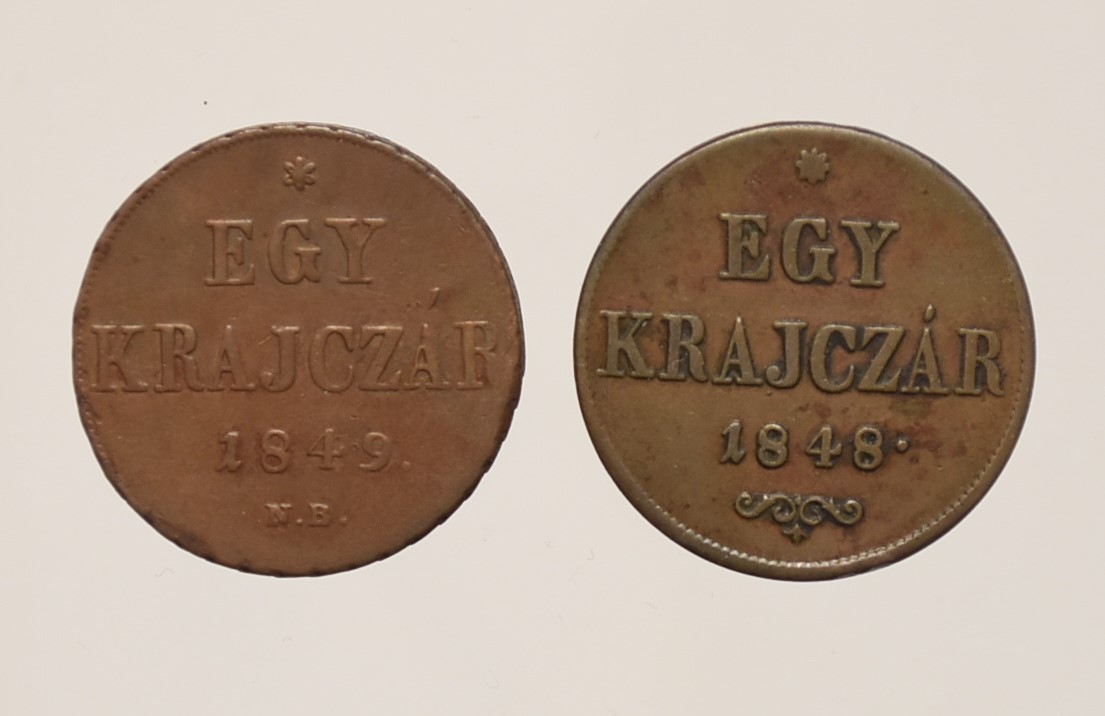 EGY
KRAJCZÁR
1849.
N.B.
EGY
KRAJCZÁR
1848.